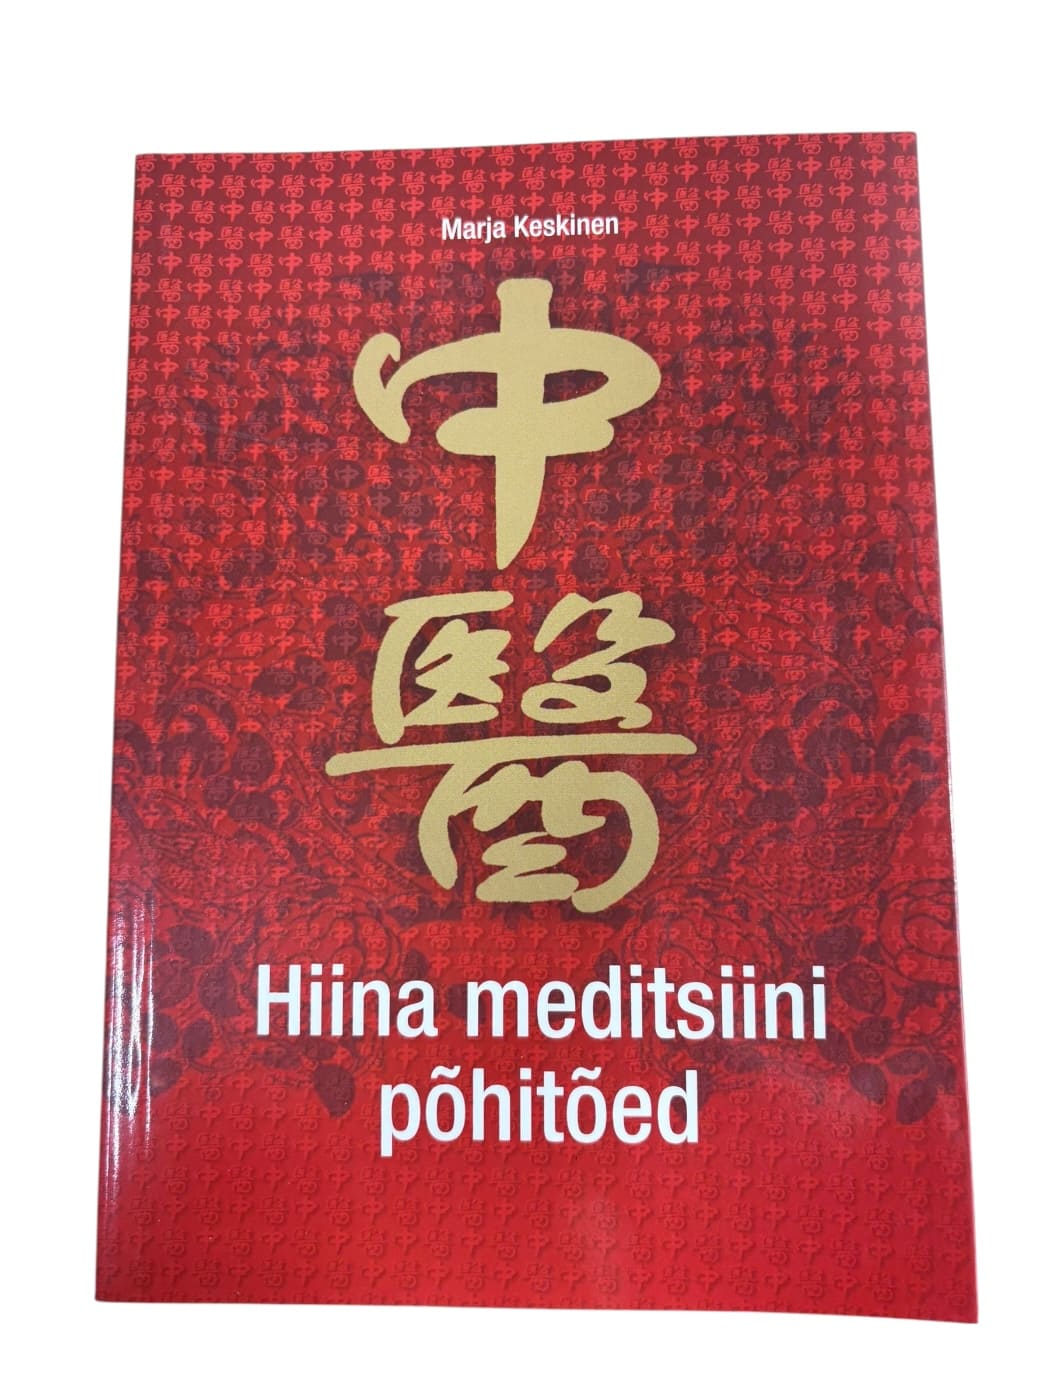 Marja Keskinen
中
醫
Hiina meditsiini
põhitõed